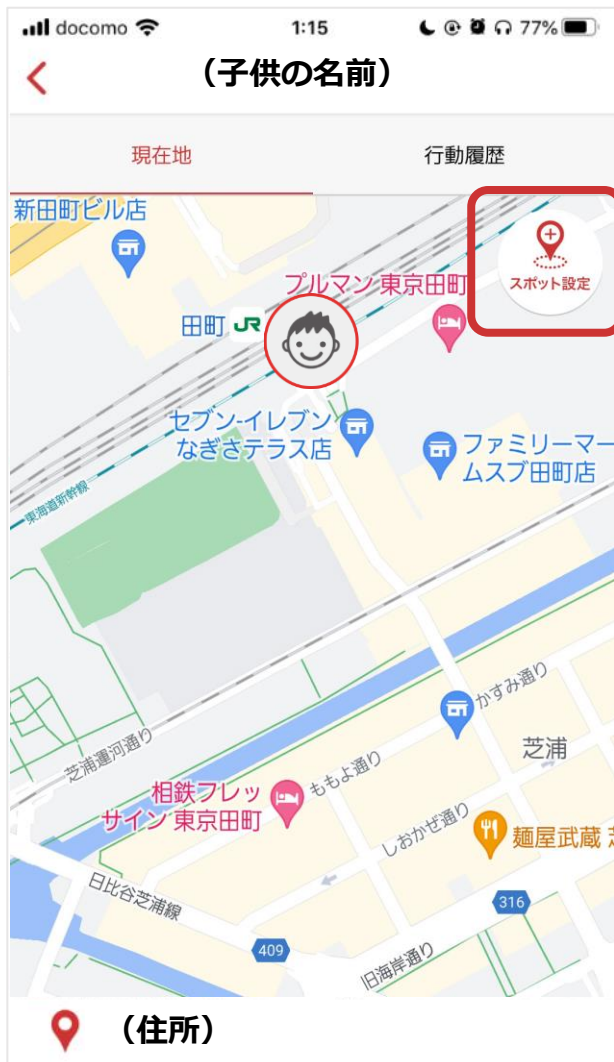 docomo 1:15 77%
（子供の名前）
現在地 行動履歴
新田町ビル店
スポット設定
プルマン 東京田町
田町 JR
セブン-イレブン
なぎさテラス店
ファミリーマー
ムスブ田町店
東海道新幹線
かすみ通り
芝浦運河通り
芝浦
ももよ通り
相鉄フレッ
サイン 東京田町
しおかぜ通り
麺屋武蔵
日比谷芝浦線
316
409
旧海岸通り
（住所）